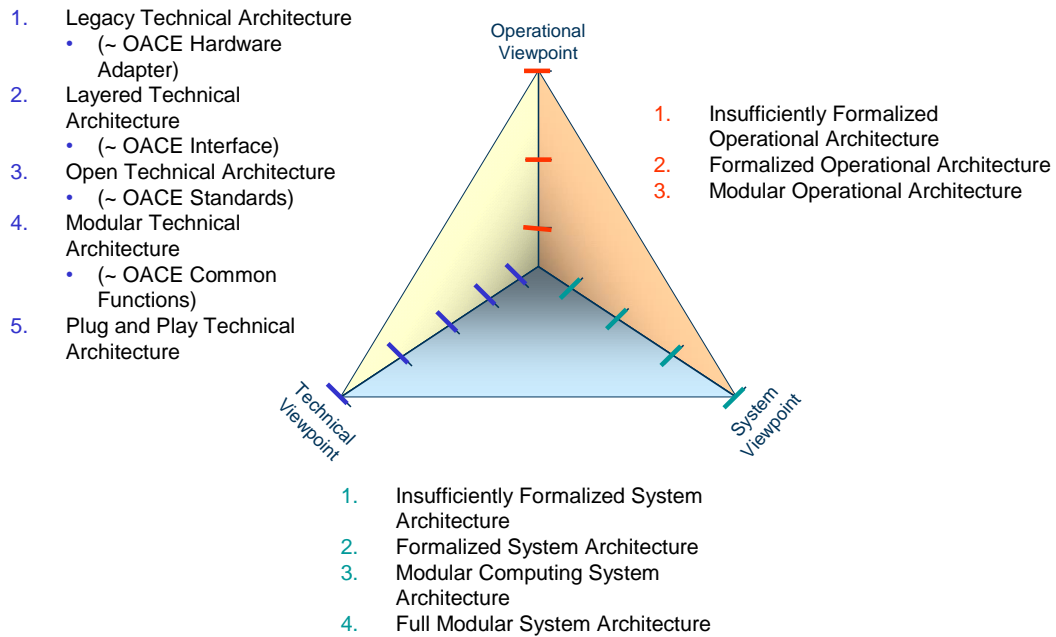 1. Legacy Technical Architecture
• (~ OACE Hardware
Adapter)
2. Layered Technical
Architecture
• (~ OACE Interface)
3. Open Technical Architecture
• (~ OACE Standards)
4. Modular Technical
Architecture
• (~ OACE Common
Functions)
5. Plug and Play Technical
Architecture
Operational
Viewpoint
1. Insufficiently Formalized
Operational Architecture
2. Formalized Operational Architecture
3. Modular Operational Architecture
Technical
Viewpoint
System
Viewpoint
1. Insufficiently Formalized System
Architecture
2. Formalized System Architecture
3. Modular Computing System
Architecture
4. Full Modular System Architecture